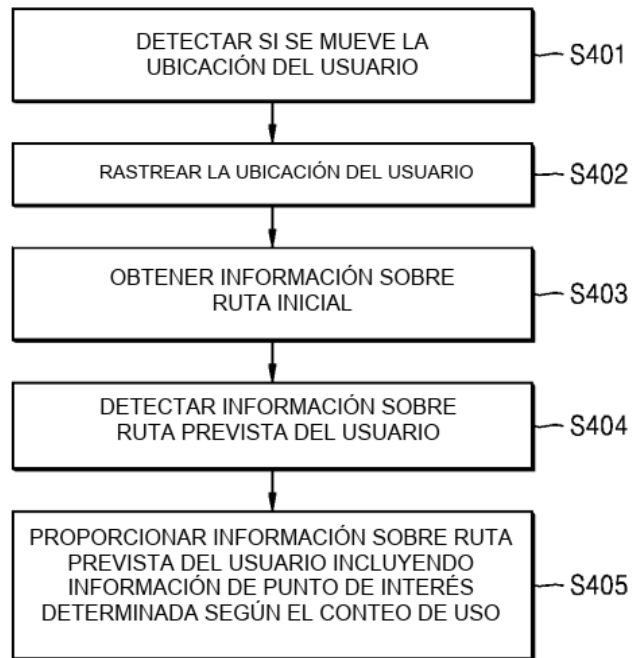 DETECTAR SI SE MUEVE LA
UBICACIÓN DEL USUARIO
S401
RASTREAR LA UBICACIÓN DEL USUARIO
S402
OBTENER INFORMACIÓN SOBRE
RUTA INICIAL
S403
DETECTAR INFORMACIÓN SOBRE
RUTA PREVISTA DEL USUARIO
S404
PROPORCIONAR INFORMACIÓN SOBRE RUTA
PREVISTA DEL USUARIO INCLUYENDO
INFORMACIÓN DE PUNTO DE INTERÉS
DETERMINADA SEGÚN EL CONTEO DE USO
S405